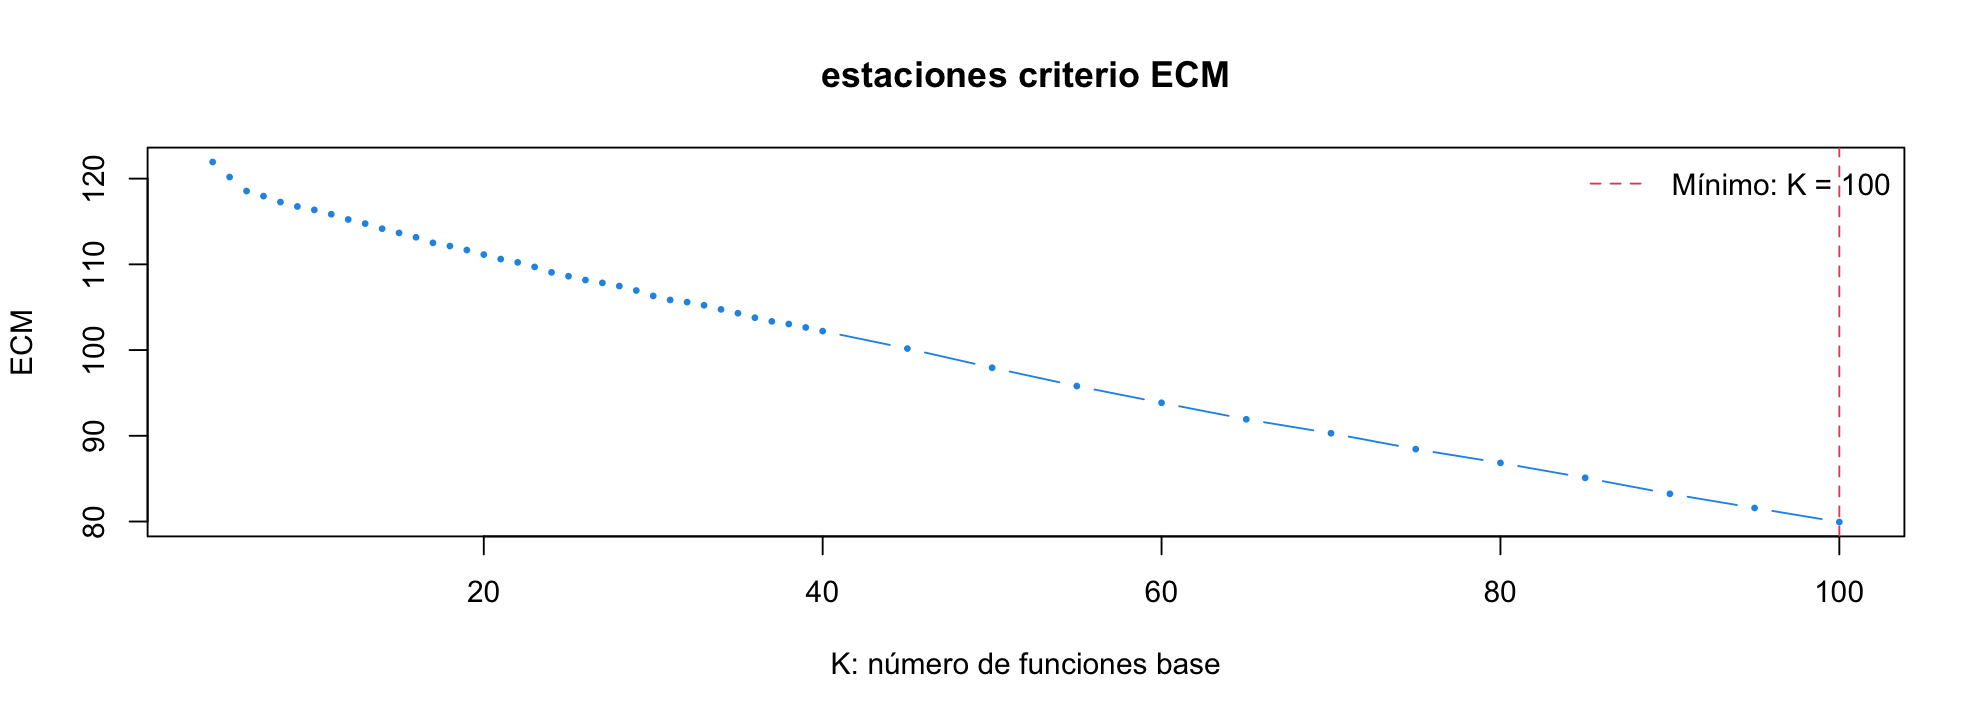 estaciones criterio ECM
Mínimo: K = 100
ECM
120
110
100
90
80
20 40 60 80 100
K: número de funciones base